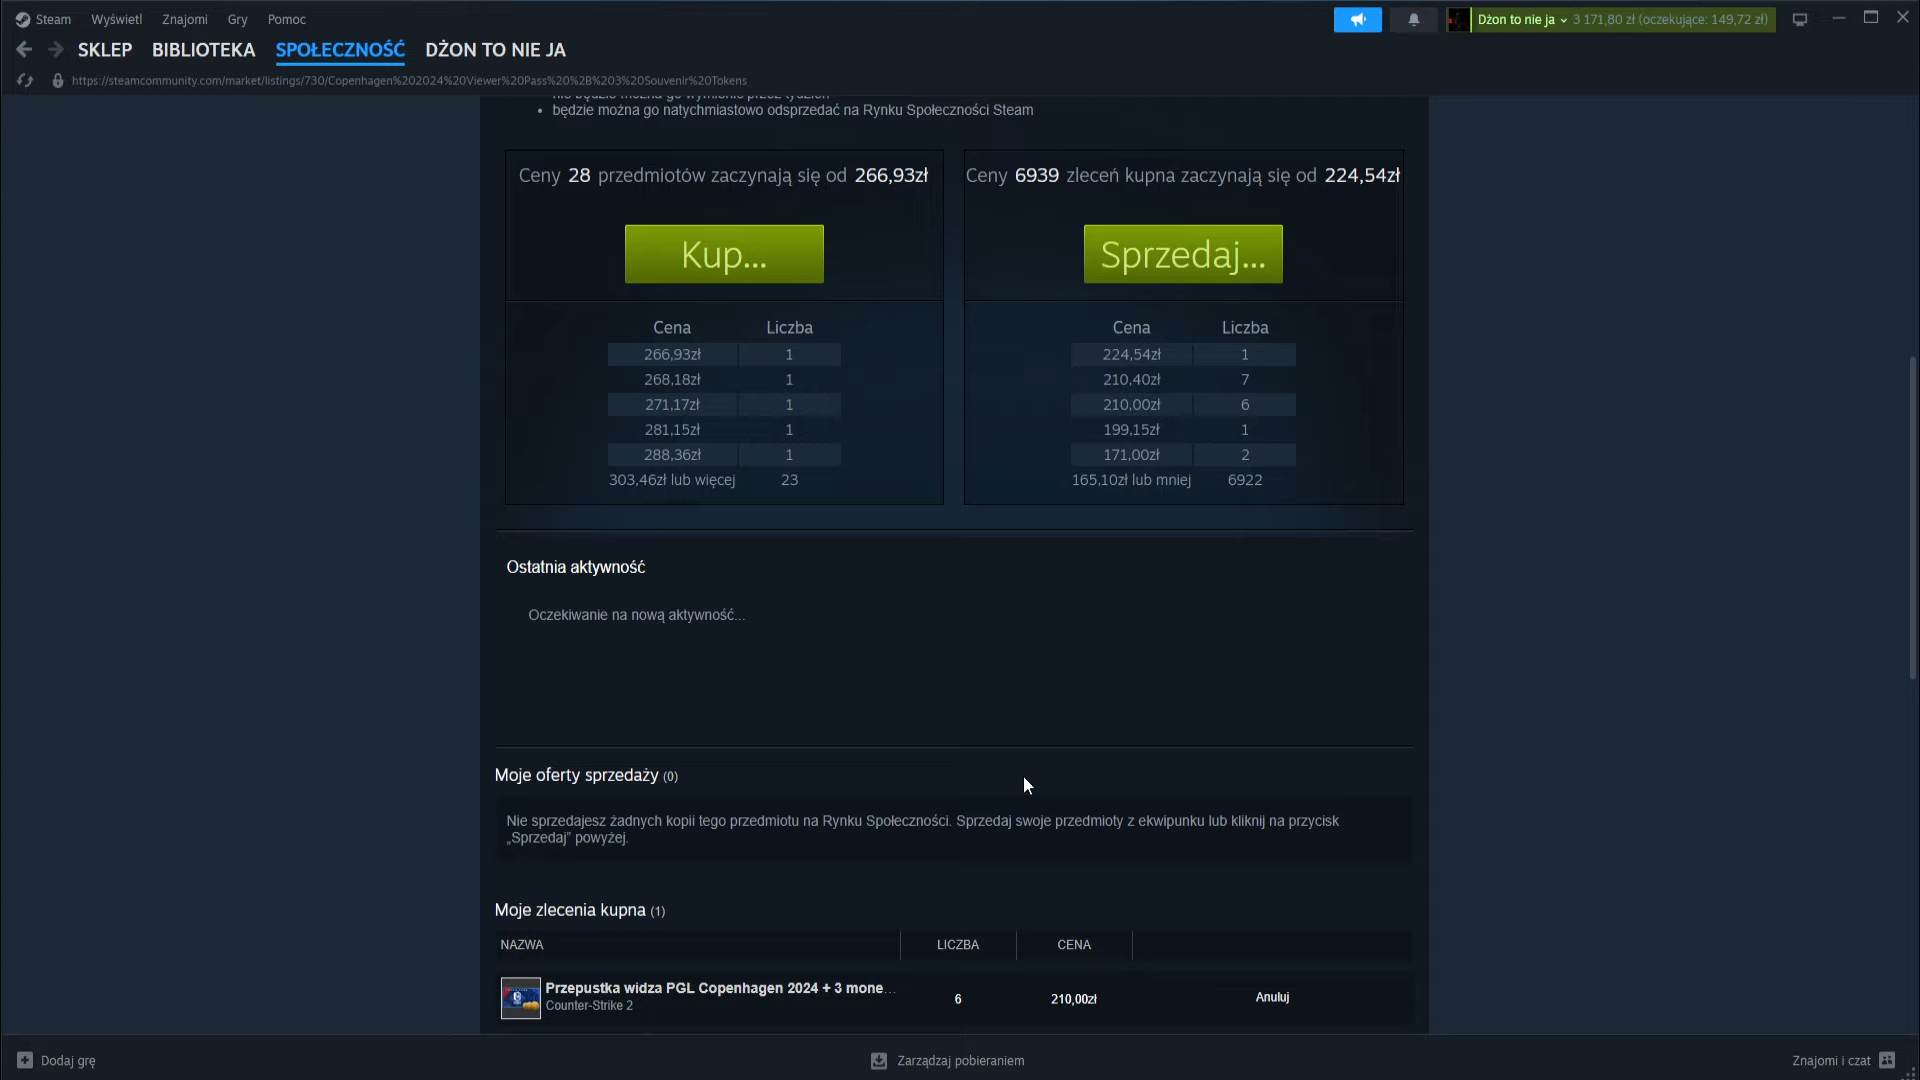 Steam Wyświetl Znajomi Gry Pomoc
Dżon to nie ja 3 171,80 zł (oczekujące: 149,72 zł)
SKLEP BIBLIOTEKA SPOŁECZNOŚĆ DŻON TO NIE JA
https://steamcommunity.com/market/listings/730/Copenhagen%202024%20Viewer%20Pass%20%2B%203%20Souvenir%20Tokens
nie będzie można go wymienić przez tydzień
• będzie można go natychmiastowo odsprzedać na Rynku Społeczności Steam
Ceny 28 przedmiotów zaczynają się od 266,93zł
Kup...
Cena Liczba
266,93zł 1
268,18zł 1
271,17zł 1
281,15zł 1
288,36zł 1
303,46zł lub więcej 23
Ceny 6939 zleceń kupna zaczynają się od 224,54zł
Sprzedaj...
Cena Liczba
224,54zł 1
210,40zł 7
210,00zł 6
199,15zł 1
171,00zł 2
165,10zł lub mniej 6922
Ostatnia aktywność
Oczekiwanie na nową aktywność...
Moje oferty sprzedaży (0)
Nie sprzedajesz żadnych kopii tego przedmiotu na Rynku Społeczności. Sprzedaj swoje przedmioty z ekwipunku lub kliknij na przycisk
„Sprzedaj” powyżej.
Moje zlecenia kupna (1)
NAZWA LICZBA CENA
Przepustka widza PGL Copenhagen 2024 + 3 mone...
Counter-Strike 2
6 210,00zł Anuluj
Dodaj grę Zarządzaj pobieraniem Znajomi i czat